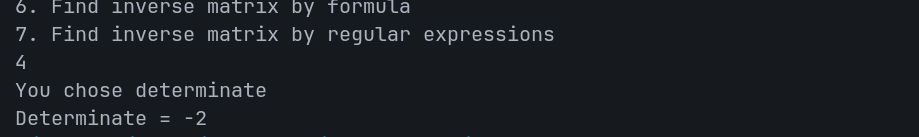 6. Find inverse matrix by formula
7. Find inverse matrix by regular expressions
4
You chose determinate
Determinate = -2